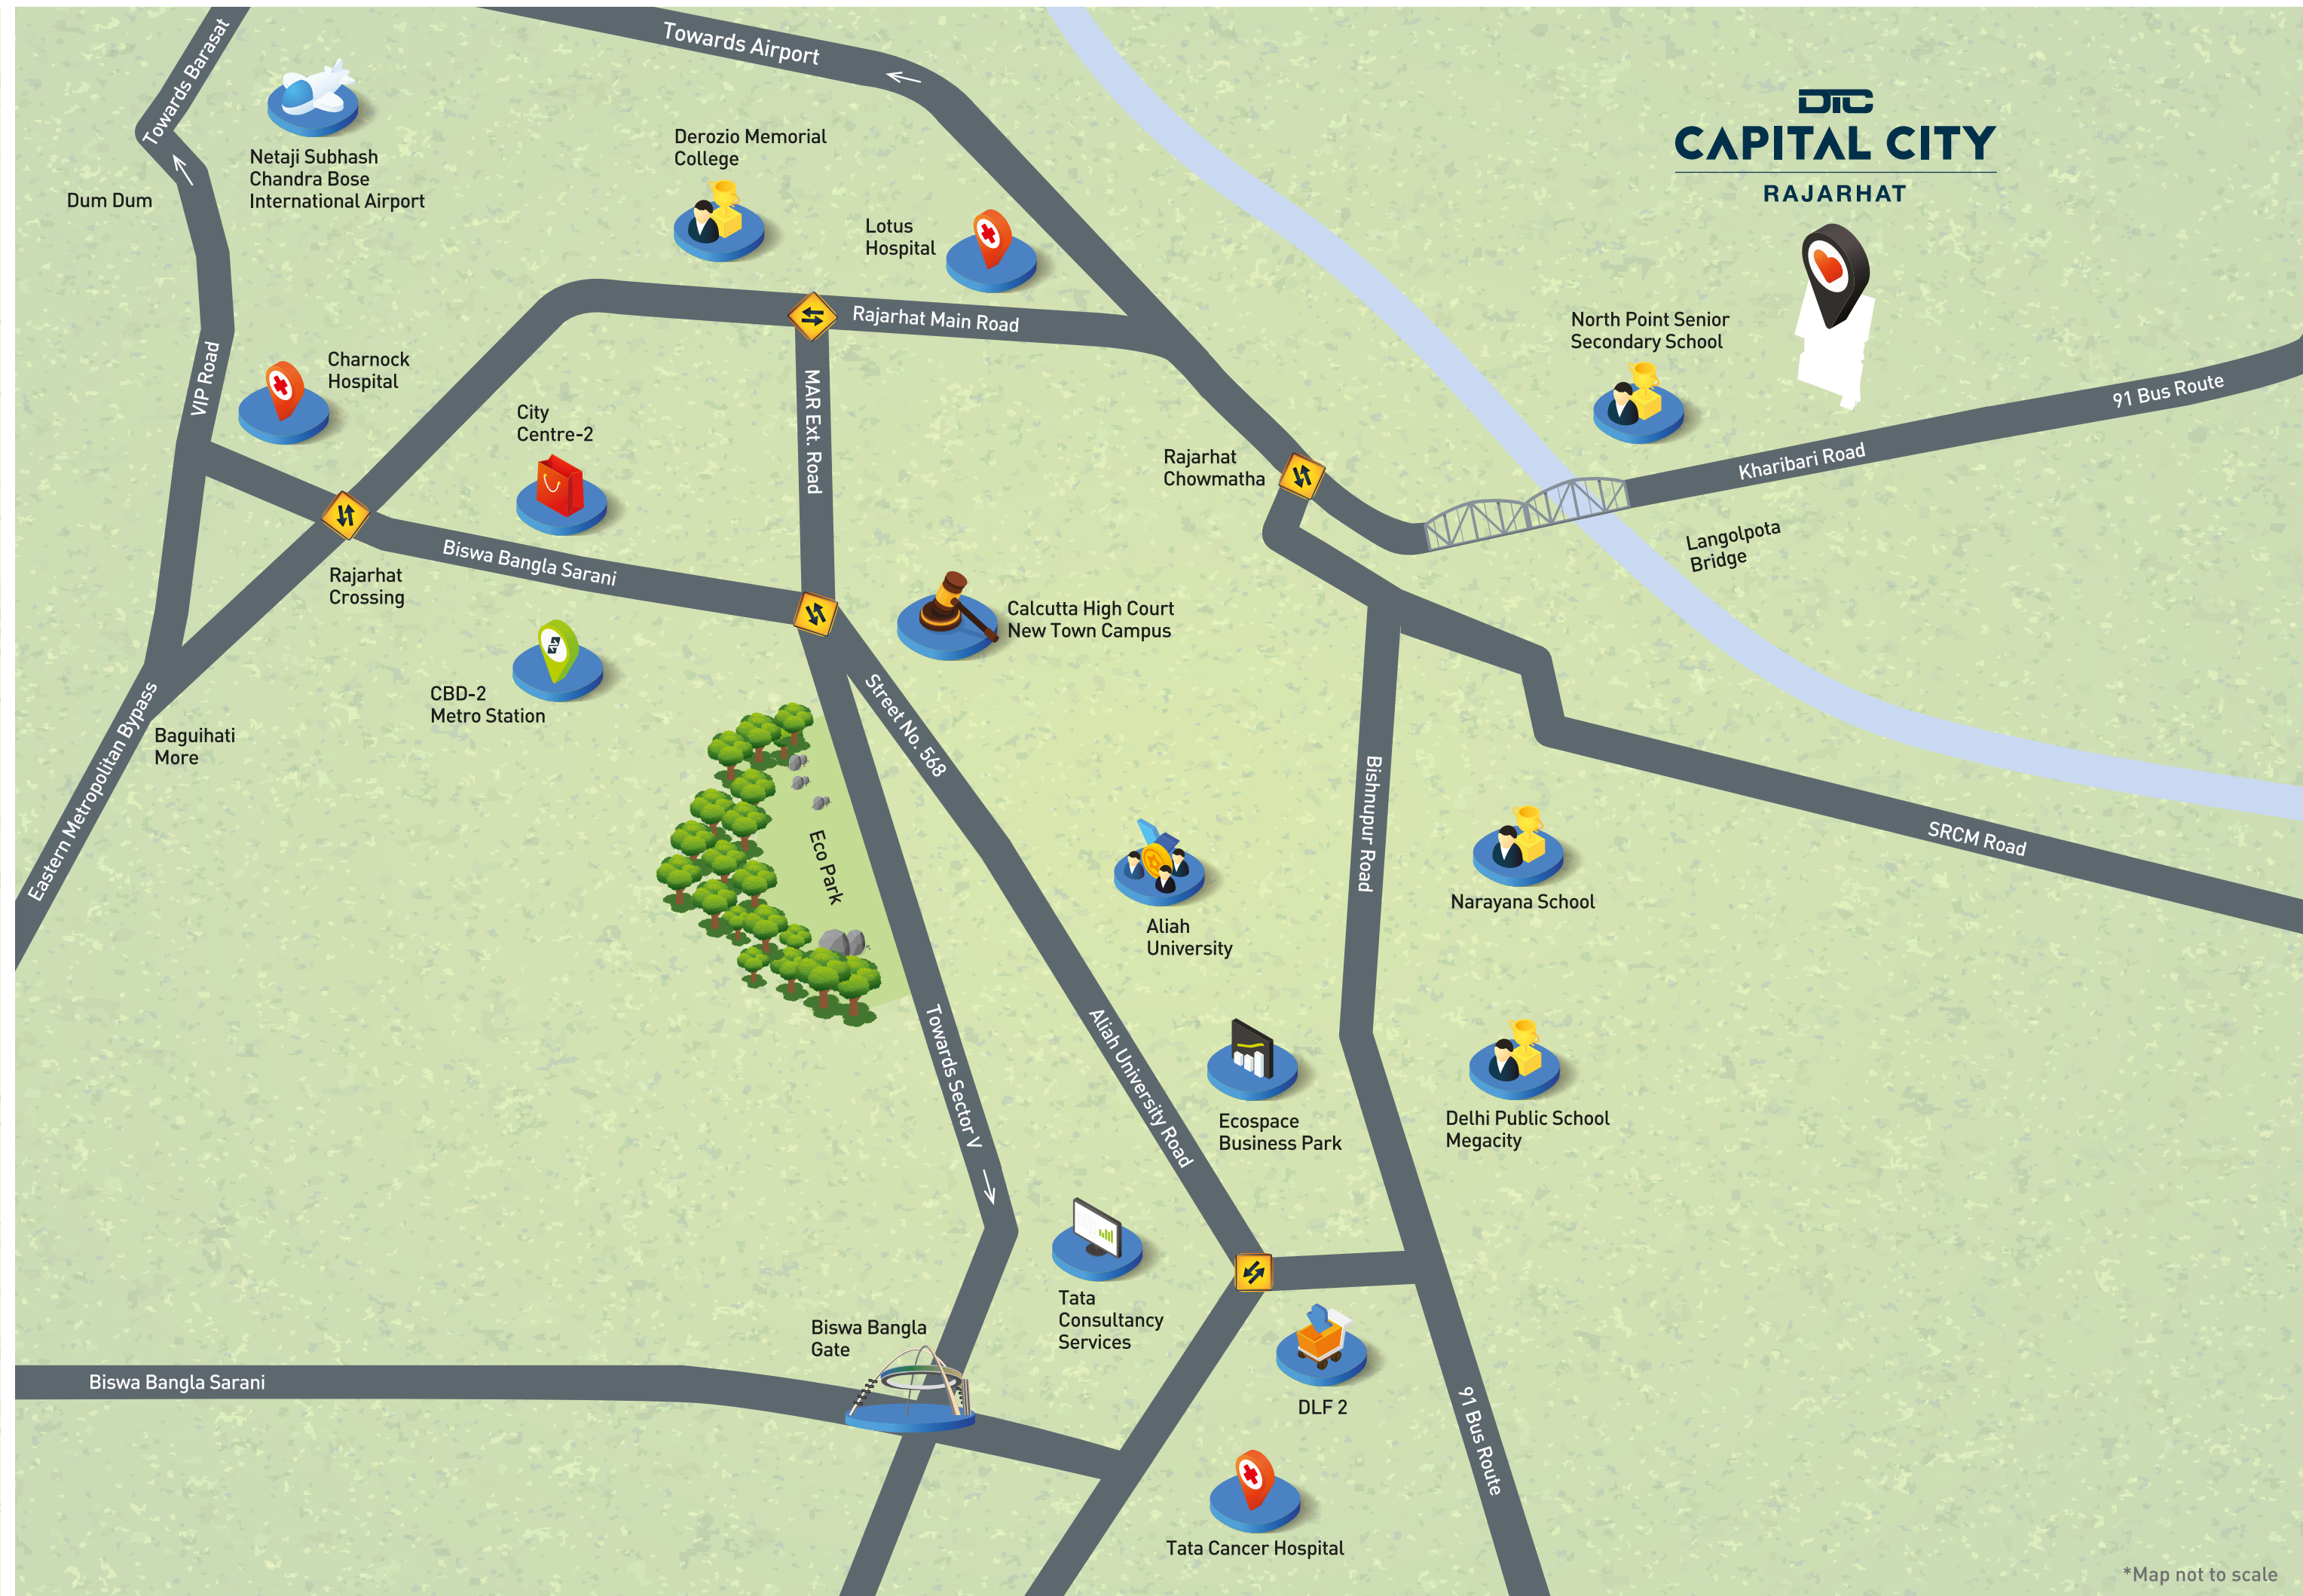 Towards Barasat
Towards Airport
DTC
CAPITAL CITY
RAJARHAT
Netaji Subhash
Chandra Bose
International Airport
Dum Dum
Derozio Memorial
College
Lotus
Hospital
Rajarhat Main Road
North Point Senior
Secondary School
VIP Road
Charnock
Hospital
City
Centre-2
MAR Ext. Road
91 Bus Route
Kharibari Road
Rajarhat
Chowmatha
Langolpota
Bridge
Biswa Bangla Sarani
Rajarhat
Crossing
Calcutta High Court
New Town Campus
CBD-2
Metro Station
Street No. 568
Baguihati
More
Eastern Metropolitan Bypass
Eco Park
Bishnupur Road
SRCM Road
Narayana School
Aliah
University
Towards Sector V
Aliah University Road
Ecospace
Business Park
Delhi Public School
Megacity
Tata
Consultancy
Services
Biswa Bangla
Gate
Biswa Bangla Sarani
DLF 2
91 Bus Route
Tata Cancer Hospital
*Map not to scale